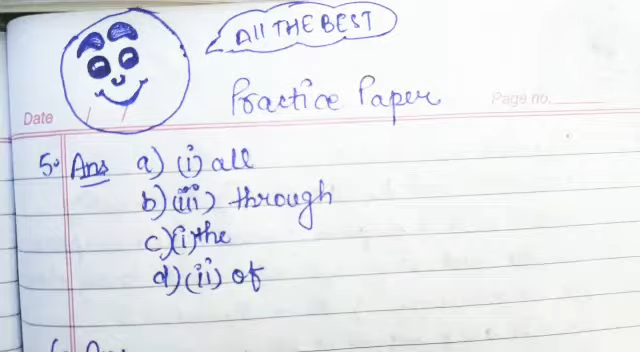 All THE BEST
Practice Paper
Date
Page no.
5. Ans a) (i) all
b) (iii) through
c) (i) the
d) (ii) of